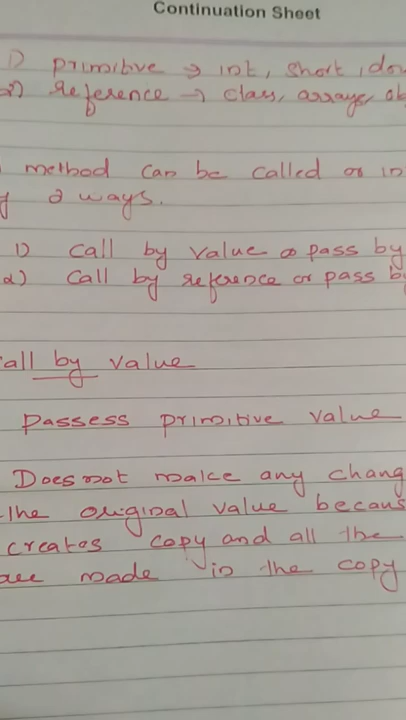 Continuation Sheet
1) primitive → int, short, do
2) Reference → class, arrays, ob
method can be called or in
2 ways.
1) Call by value or pass by
2) Call by reference or pass b
all by value
Passess primitive value
Does not make any chang
the original value becaus
creates copy and all the
are made in the copy